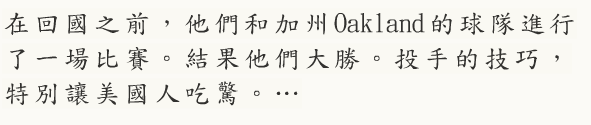 在回國之前，他們和加州Oakland的球隊進行
了一場比賽。結果他們大勝。投手的技巧，
特別讓美國人吃驚。⋯